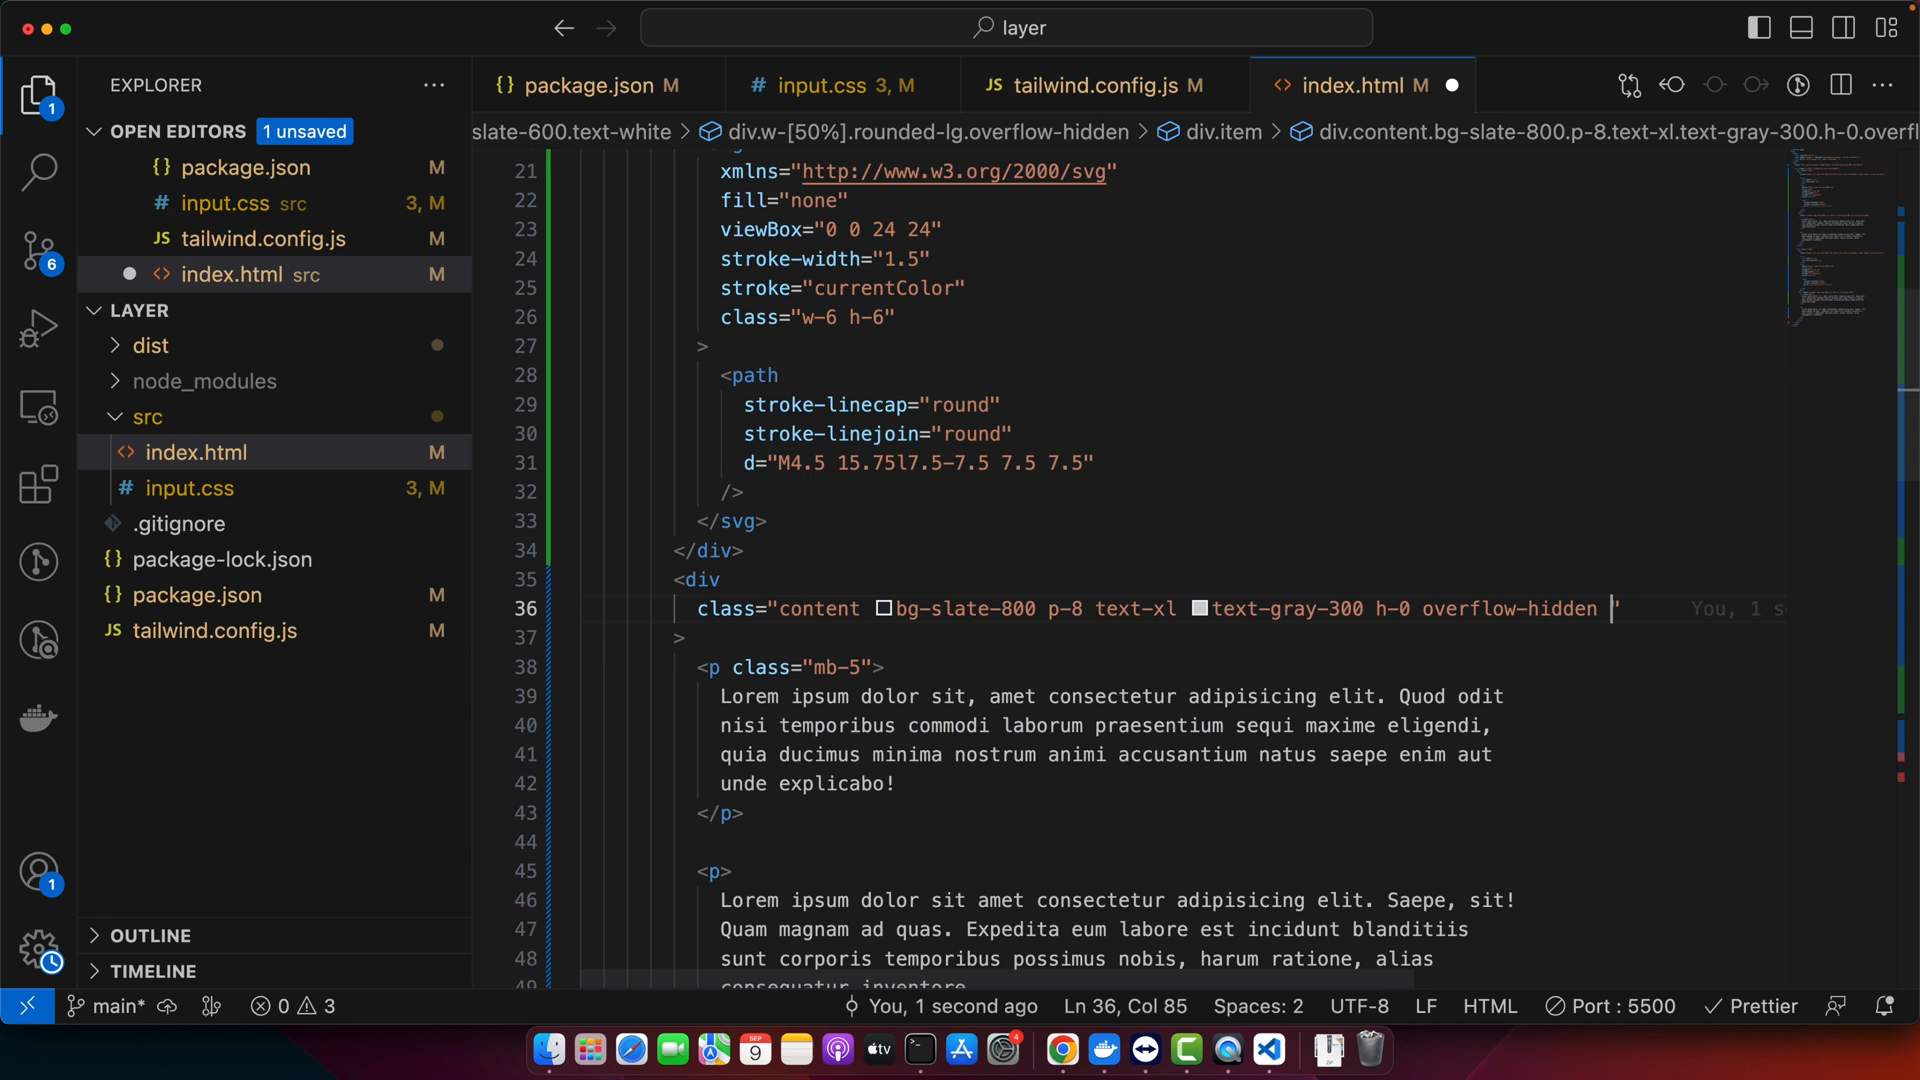 layer
EXPLORER
package.json M
input.css 3, M
tailwind.config.js M
index.html M
OPEN EDITORS 1 unsaved
slate-600.text-white > div.w-[50%].rounded-lg.overflow-hidden > div.item > div.content.bg-slate-800.p-8.text-xl.text-gray-300.h-0.overfl
package.json M
input.css src 3, M
tailwind.config.js M
index.html src M
LAYER
dist
node_modules
src
index.html M
input.css 3, M
.gitignore
package-lock.json
package.json M
tailwind.config.js M
OUTLINE
TIMELINE
1
6
1
21 xmlns="http://www.w3.org/2000/svg"
22 fill="none"
23 viewBox="0 0 24 24"
24 stroke-width="1.5"
25 stroke="currentColor"
26 class="w-6 h-6"
27 >
28 <path
29 stroke-linecap="round"
30 stroke-linejoin="round"
31 d="M4.5 15.75l7.5-7.5 7.5 7.5"
32 />
33 </svg>
34 </div>
35 <div
36 class="content bg-slate-800 p-8 text-xl text-gray-300 h-0 overflow-hidden " You, 1 s
37 >
38 <p class="mb-5">
39 Lorem ipsum dolor sit, amet consectetur adipisicing elit. Quod odit
40 nisi temporibus commodi laborum praesentium sequi maxime eligendi,
41 quia ducimus minima nostrum animi accusantium natus saepe enim aut
42 unde explicabo!
43 </p>
44
45 <p>
46 Lorem ipsum dolor sit amet consectetur adipisicing elit. Saepe, sit!
47 Quam magnam ad quas. Expedita eum labore est incidunt blanditiis
48 sunt corporis temporibus possimus nobis, harum ratione, alias
49 consequatur inventore
main* 0 3 You, 1 second ago Ln 36, Col 85 Spaces: 2 UTF-8 LF HTML Port : 5500 Prettier
SEP
9
tv
4
ZIP